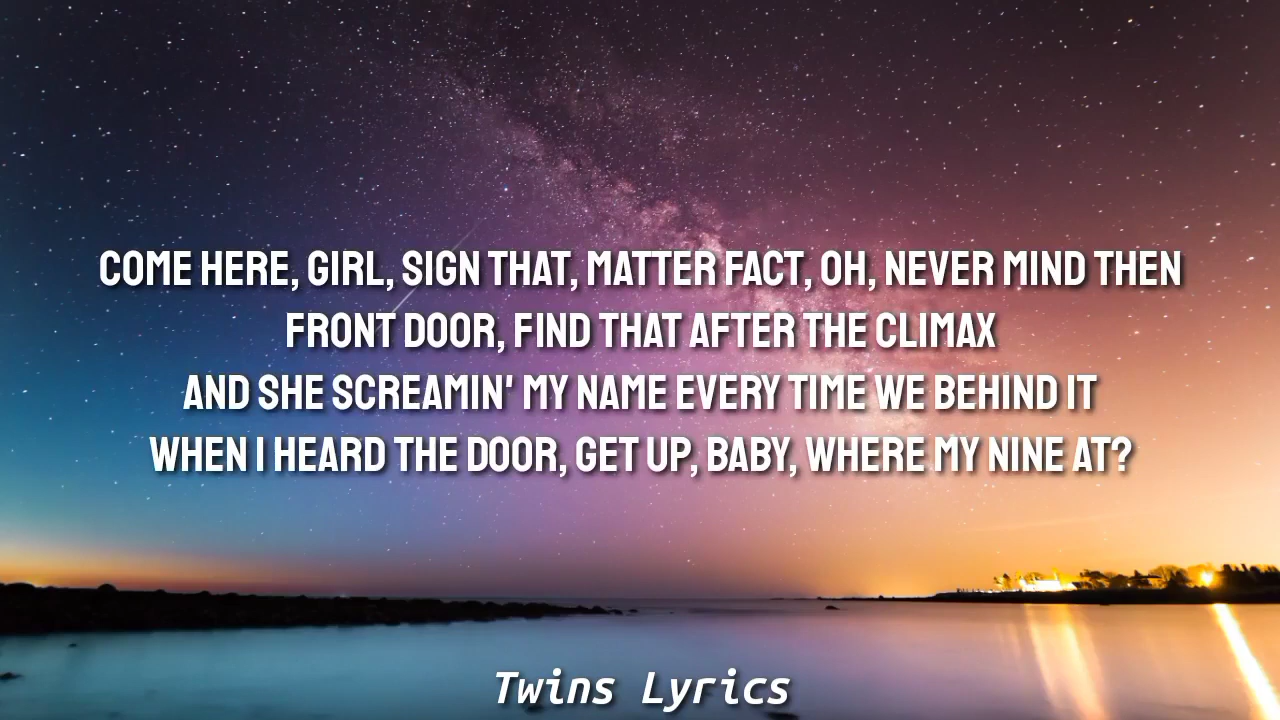 COME HERE, GIRL, SIGN THAT, MATTER FACT, OH, NEVER MIND THEN
FRONT DOOR, FIND THAT AFTER THE CLIMAX
AND SHE SCREAMIN' MY NAME EVERY TIME WE BEHIND IT
WHEN I HEARD THE DOOR, GET UP, BABY, WHERE MY NINE AT?
Twins Lyrics